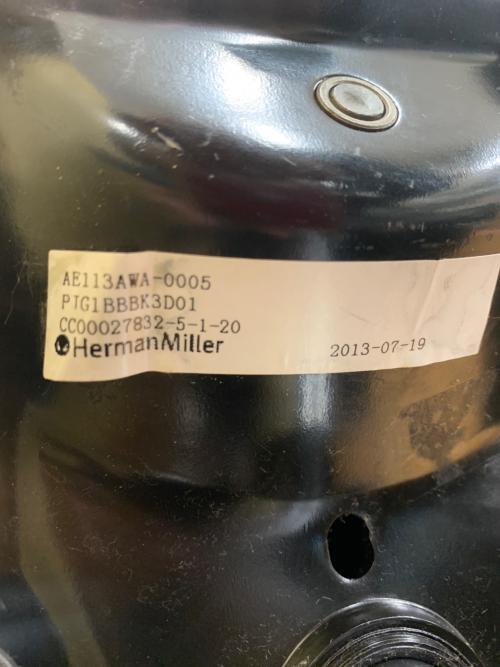 AE113AWA-0005
PJG1BBBK3D01
CC00027832-5-1-20
HermanMiller 2013-07-19